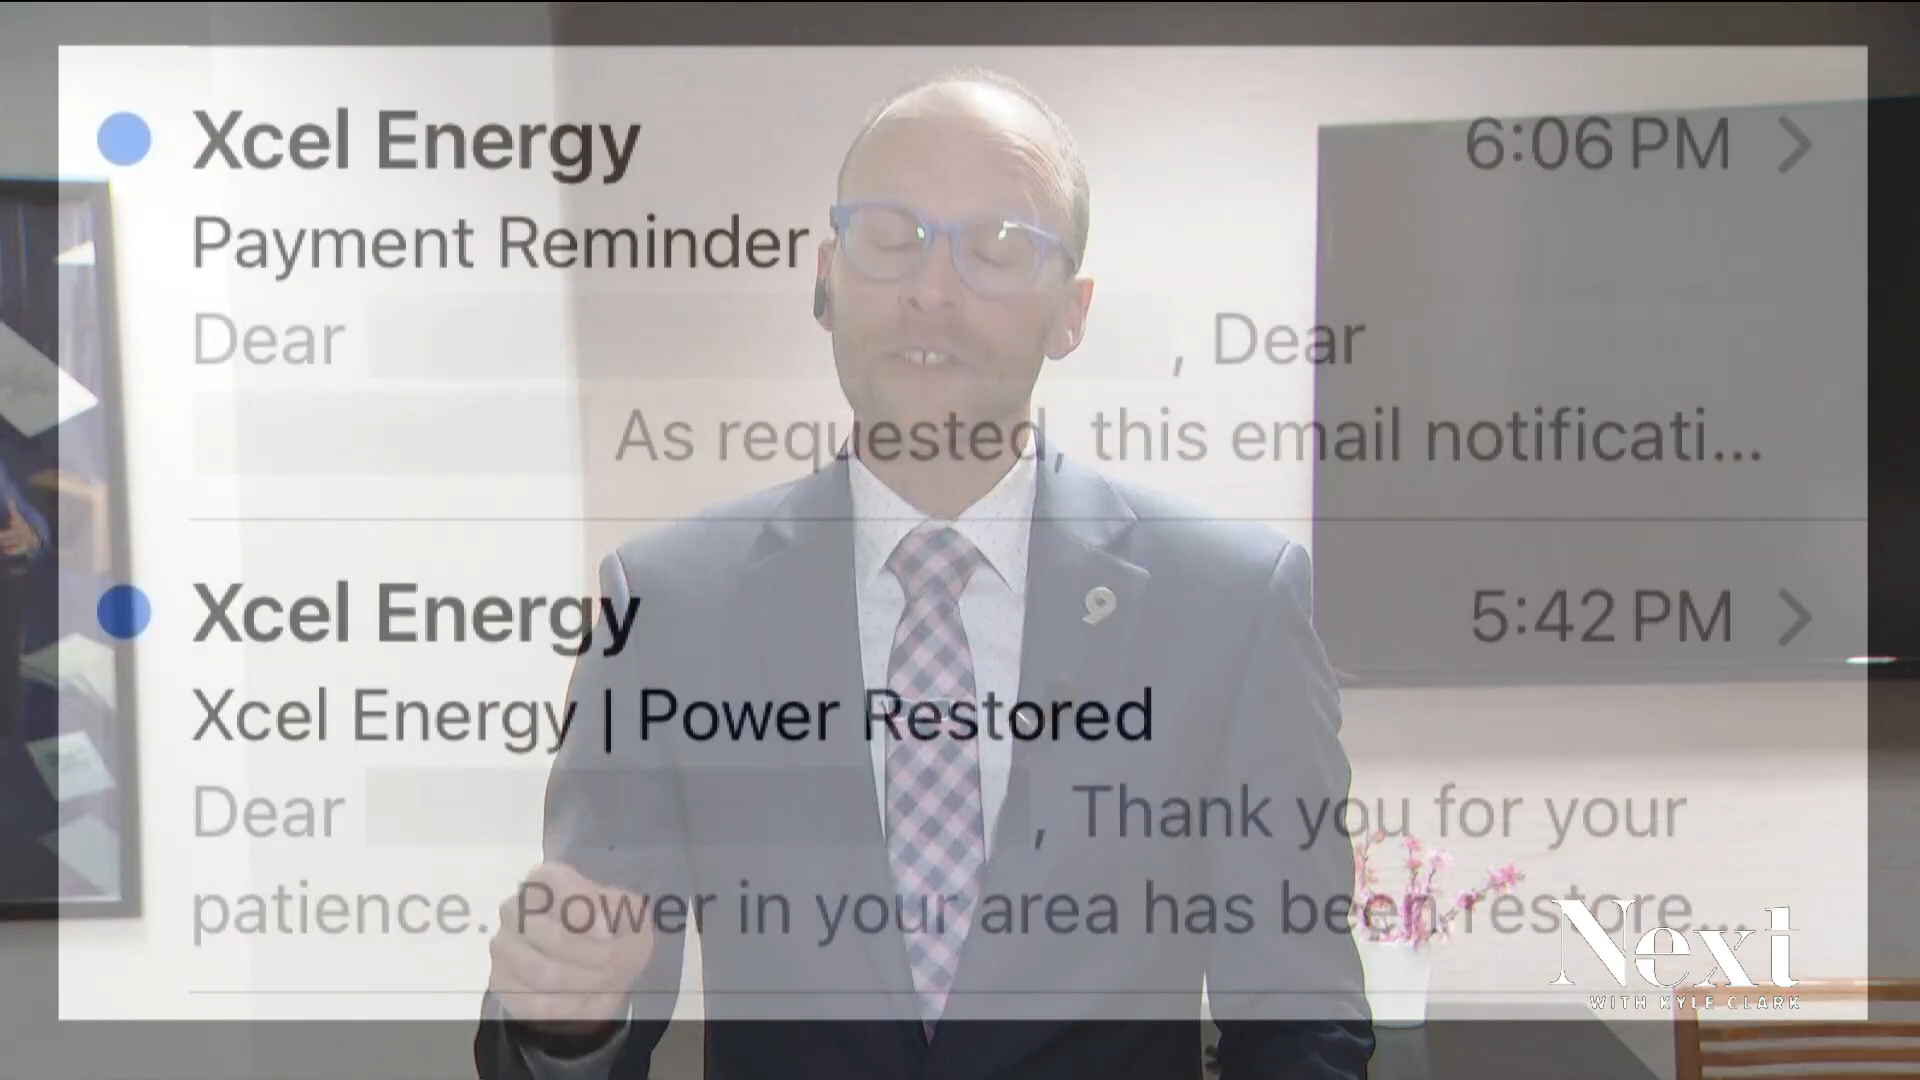 Xcel Energy 6:06 PM
Payment Reminder
Dear , Dear
As requested, this email notificati...
Xcel Energy 5:42 PM
Xcel Energy | Power Restored
Dear , Thank you for your
patience. Power in your area has been restore...
9
Next
WITH KYLE CLARK